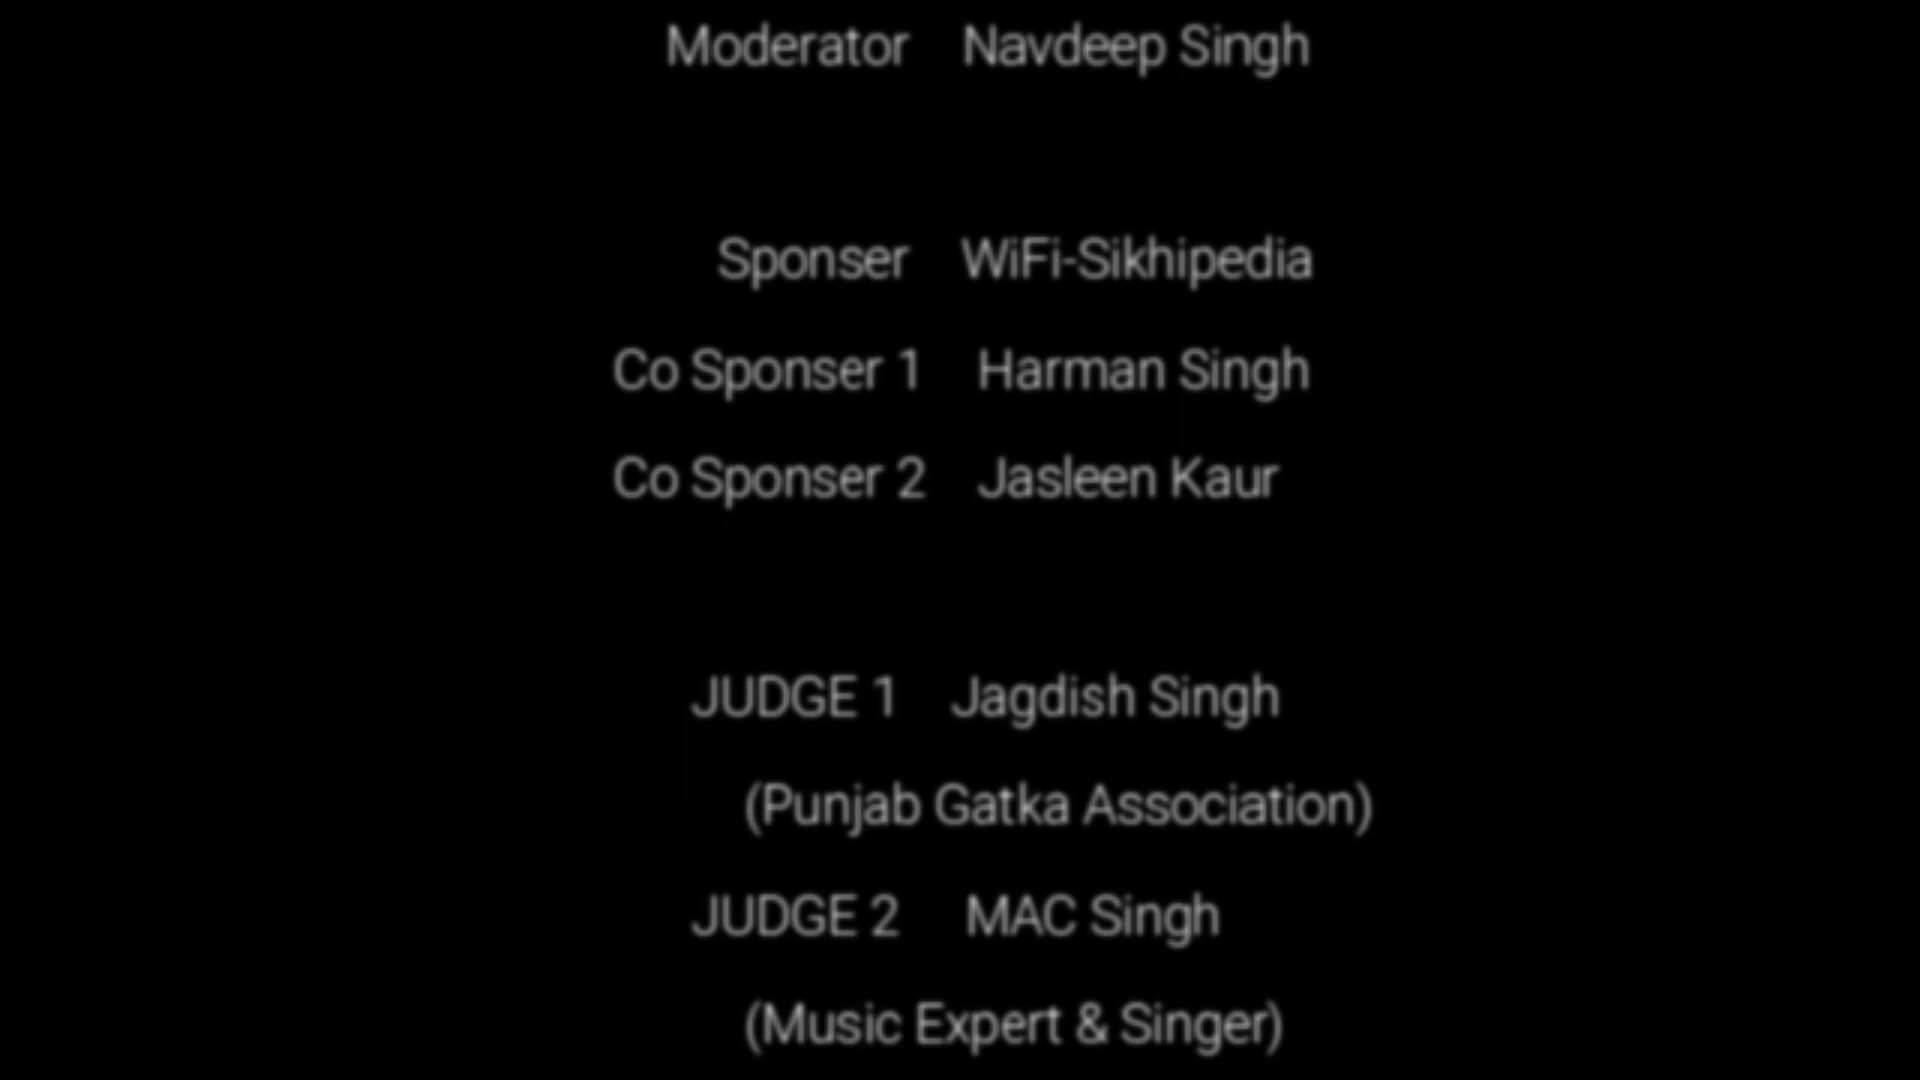 Moderator Navdeep Singh
Sponser WiFi-Sikhipedia
Co Sponser 1 Harman Singh
Co Sponser 2 Jasleen Kaur
JUDGE 1 Jagdish Singh
(Punjab Gatka Association)
JUDGE 2 MAC Singh
(Music Expert & Singer)